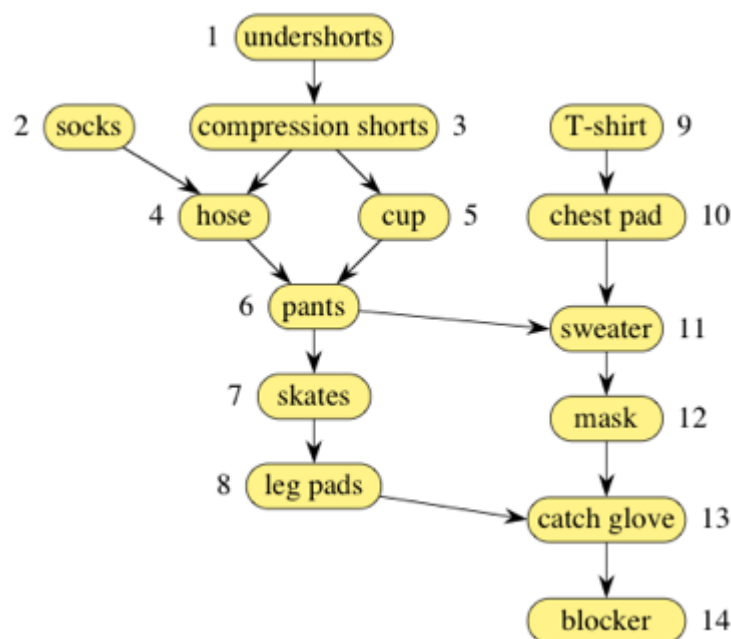 1 undershorts
2 socks
compression shorts 3
T-shirt 9
4 hose
cup 5
chest pad 10
6 pants
sweater 11
7 skates
mask 12
8 leg pads
catch glove 13
blocker 14